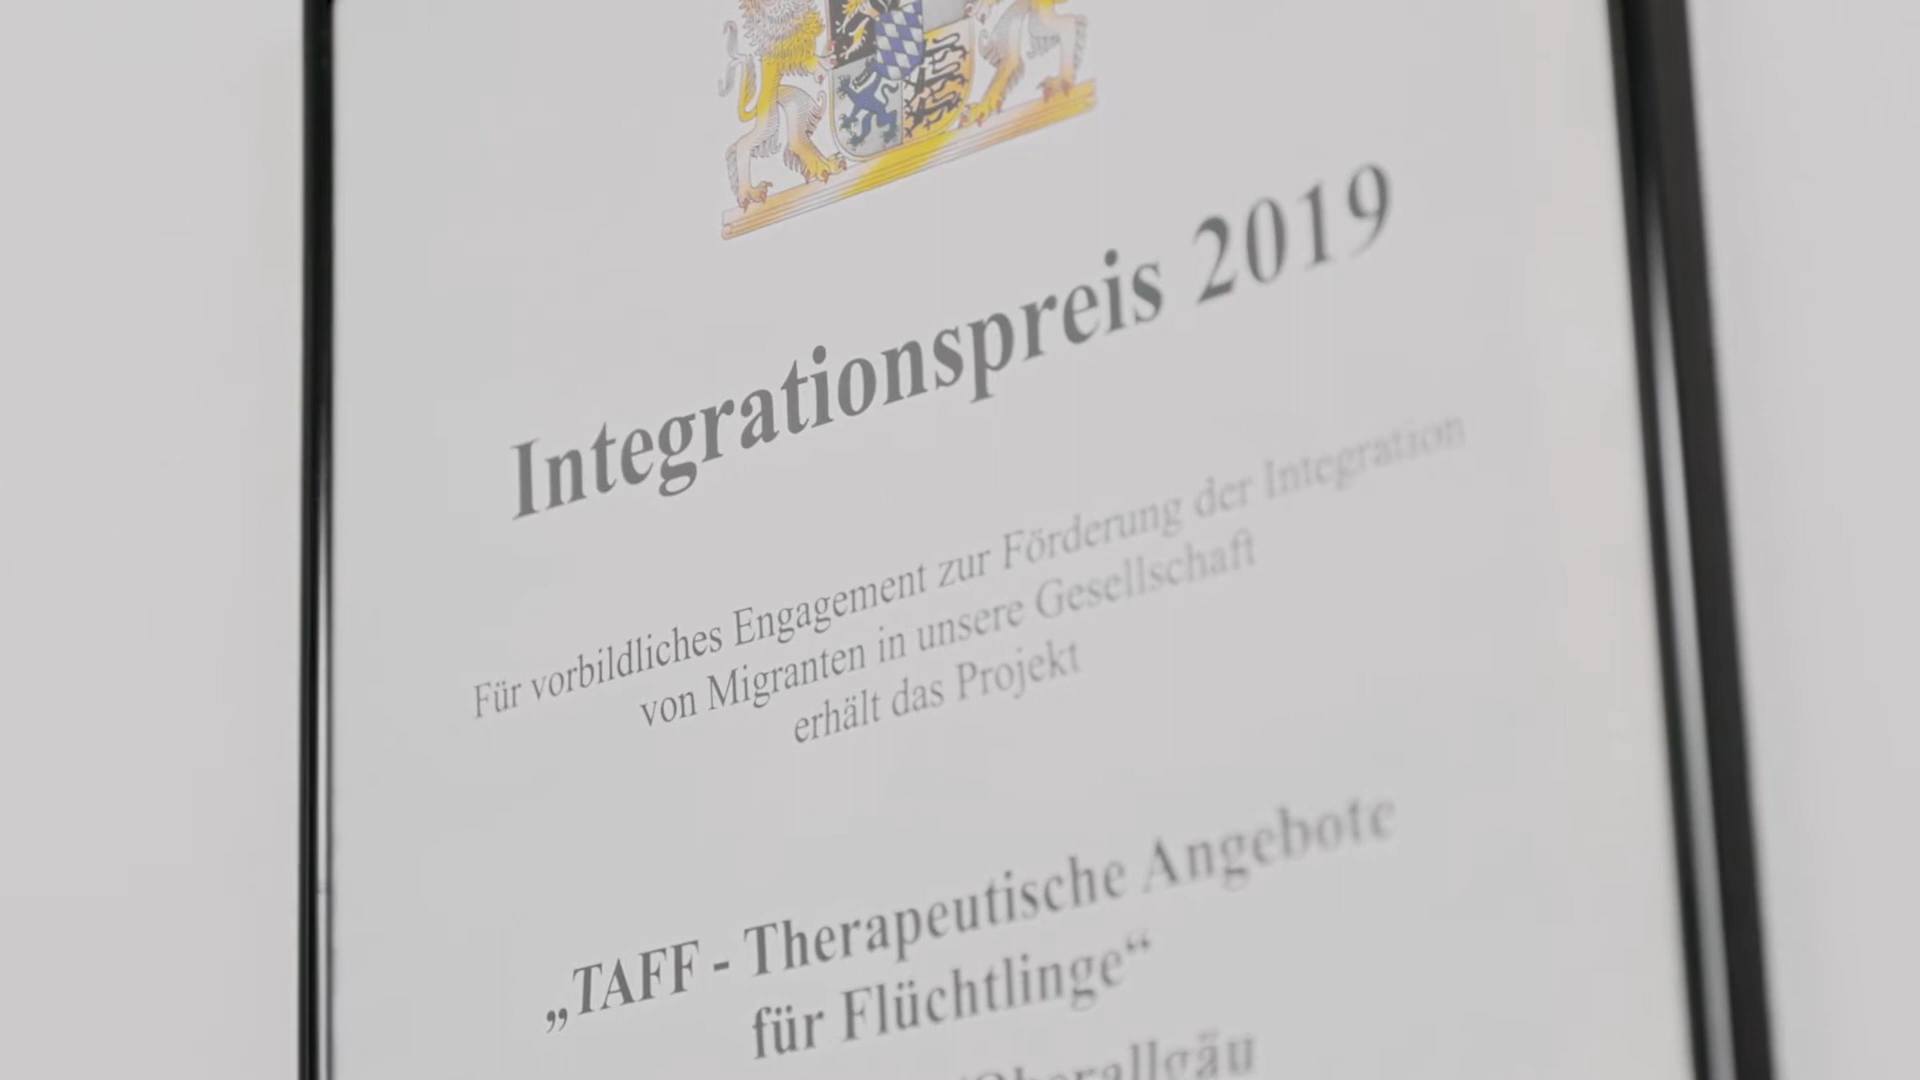 Integrationspreis 2019
Für vorbildliches Engagement zur Förderung der Integration
von Migranten in unsere Gesellschaft
erhält das Projekt
„TAFF - Therapeutische Angebote
für Flüchtlinge“
Oberallgäu